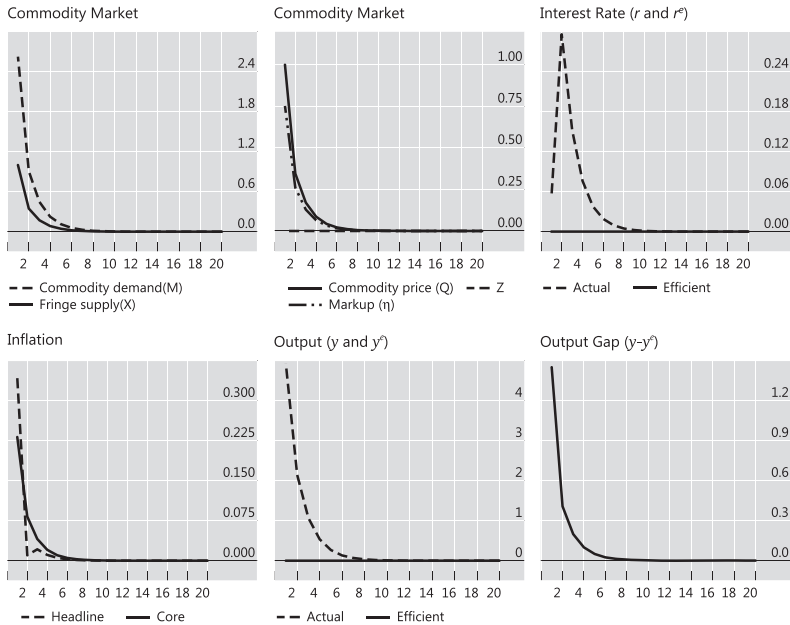 Commodity Market
2.4
1.8
1.2
0.6
0.0
2 4 6 8 10 12 14 16 18 20
Commodity demand(M)
Fringe supply(X)
Commodity Market
1.00
0.75
0.50
0.25
0.00
2 4 6 8 10 12 14 16 18 20
Commodity price (Q) Z
Markup (η)
Interest Rate (r and rᵉ)
0.24
0.18
0.12
0.06
0.00
2 4 6 8 10 12 14 16 18 20
Actual Efficient
Inflation
0.300
0.225
0.150
0.075
0.000
2 4 6 8 10 12 14 16 18 20
Headline Core
Output (y and yᵉ)
4
3
2
1
0
2 4 6 8 10 12 14 16 18 20
Actual Efficient
Output Gap (y–yᵉ)
1.2
0.9
0.6
0.3
0.0
2 4 6 8 10 12 14 16 18 20